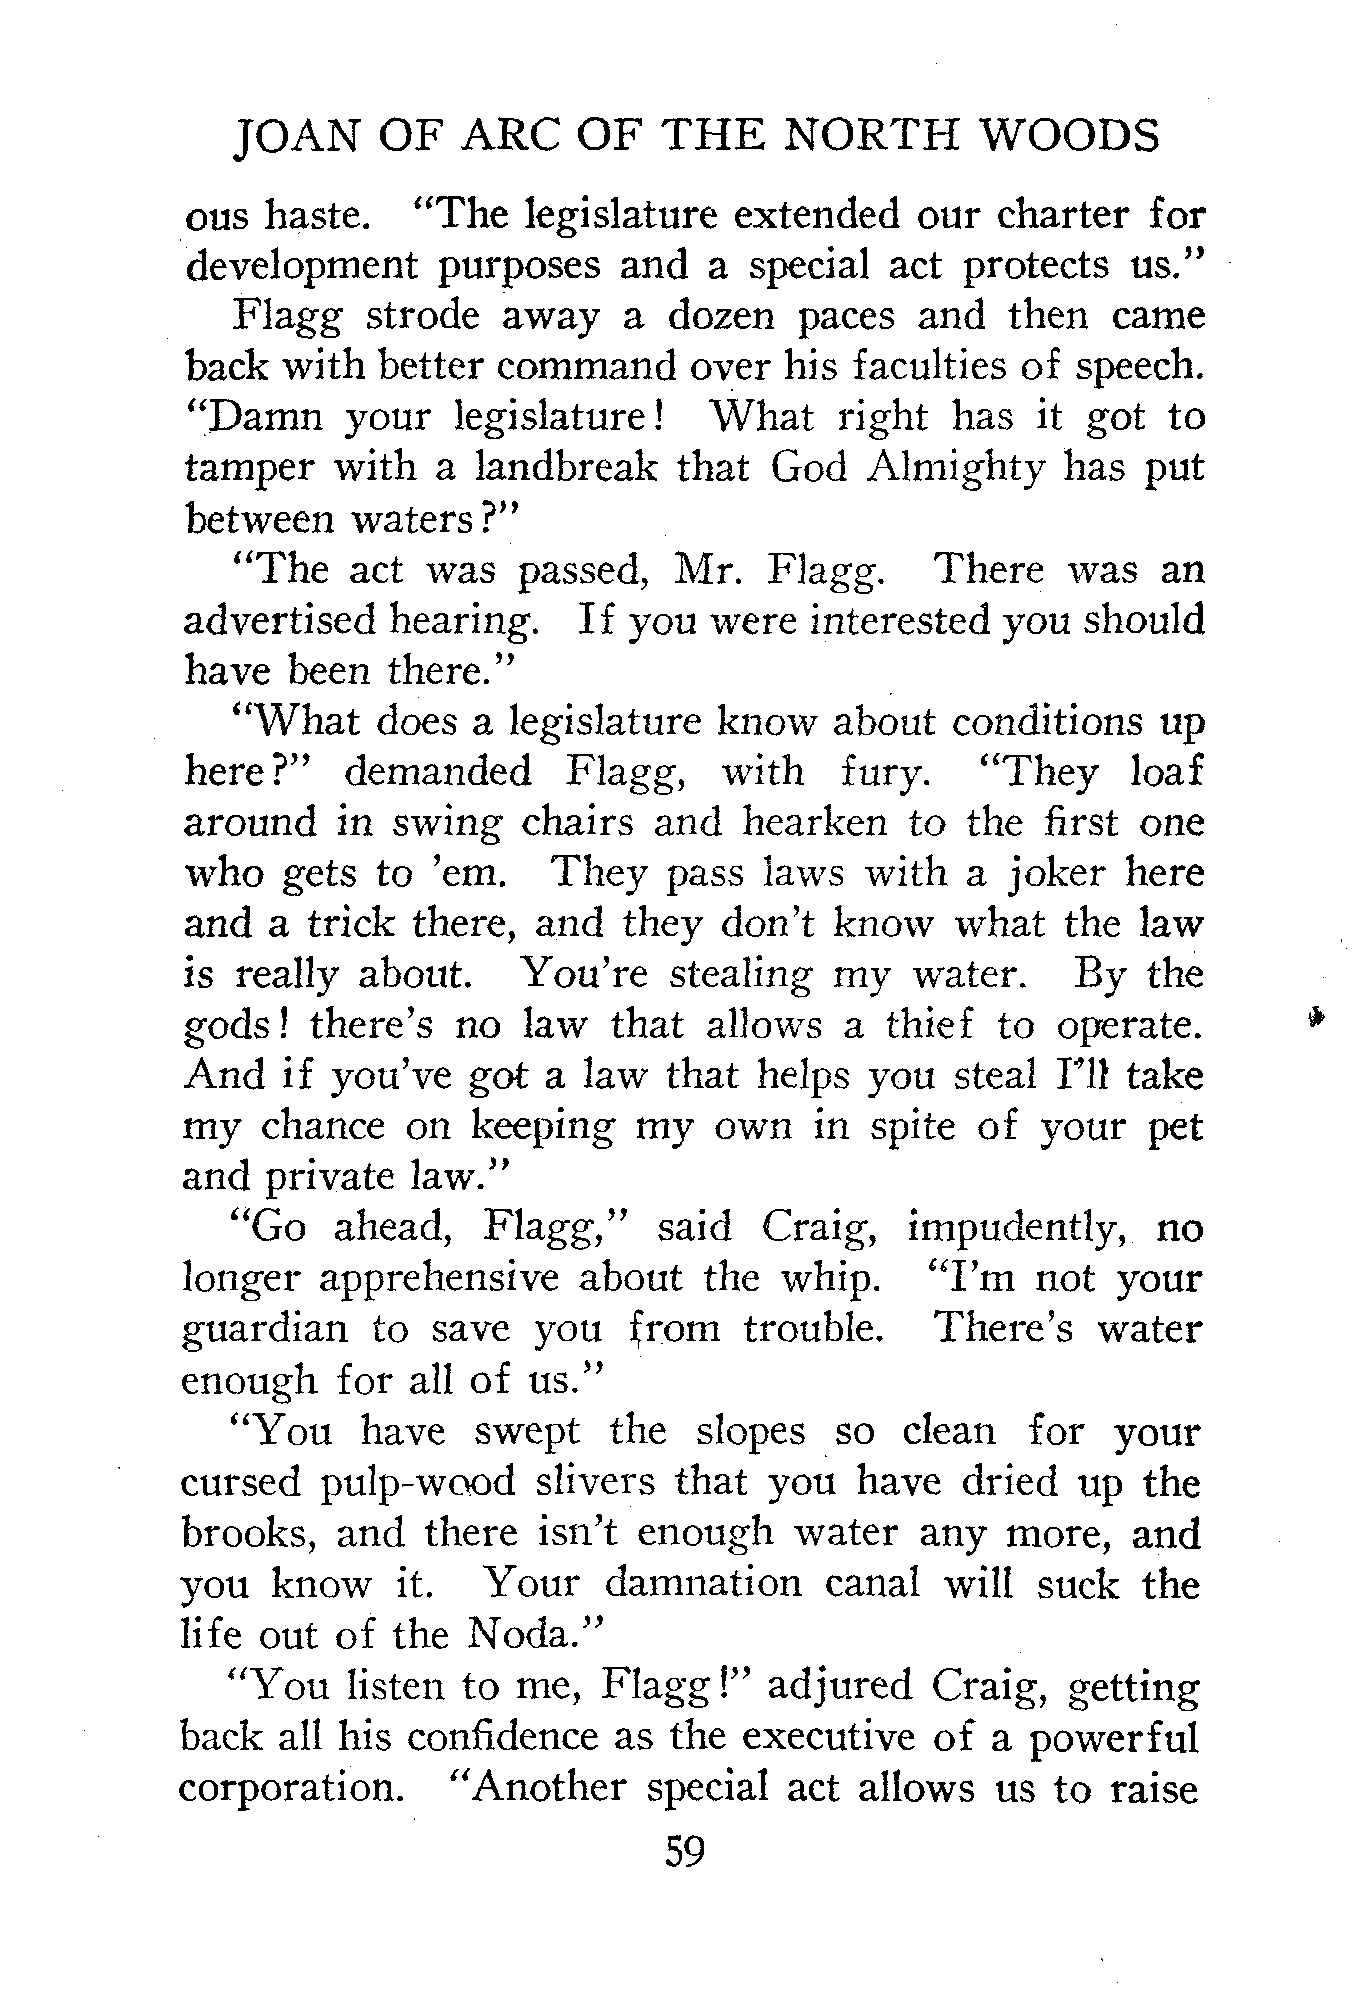 JOAN OF ARC OF THE NORTH WOODS
ous haste. "The legislature extended our charter for
development purposes and a special act protects us."
Flagg strode away a dozen paces and then came
back with better command over his faculties of speech.
"Damn your legislature! What right has it got to
tamper with a landbreak that God Almighty has put
between waters?"
"The act was passed, Mr. Flagg. There was an
advertised hearing. If you were interested you should
have been there."
"What does a legislature know about conditions up
here?" demanded Flagg, with fury. "They loaf
around in swing chairs and hearken to the first one
who gets to 'em. They pass laws with a joker here
and a trick there, and they don't know what the law
is really about. You're stealing my water. By the
gods! there's no law that allows a thief to operate.
And if you've got a law that helps you steal I'll take
my chance on keeping my own in spite of your pet
and private law."
"Go ahead, Flagg," said Craig, impudently, no
longer apprehensive about the whip. "I'm not your
guardian to save you from trouble. There's water
enough for all of us."
"You have swept the slopes so clean for your
cursed pulp-wood slivers that you have dried up the
brooks, and there isn't enough water any more, and
you know it. Your damnation canal will suck the
life out of the Noda."
"You listen to me, Flagg!" adjured Craig, getting
back all his confidence as the executive of a powerful
corporation. "Another special act allows us to raise
59